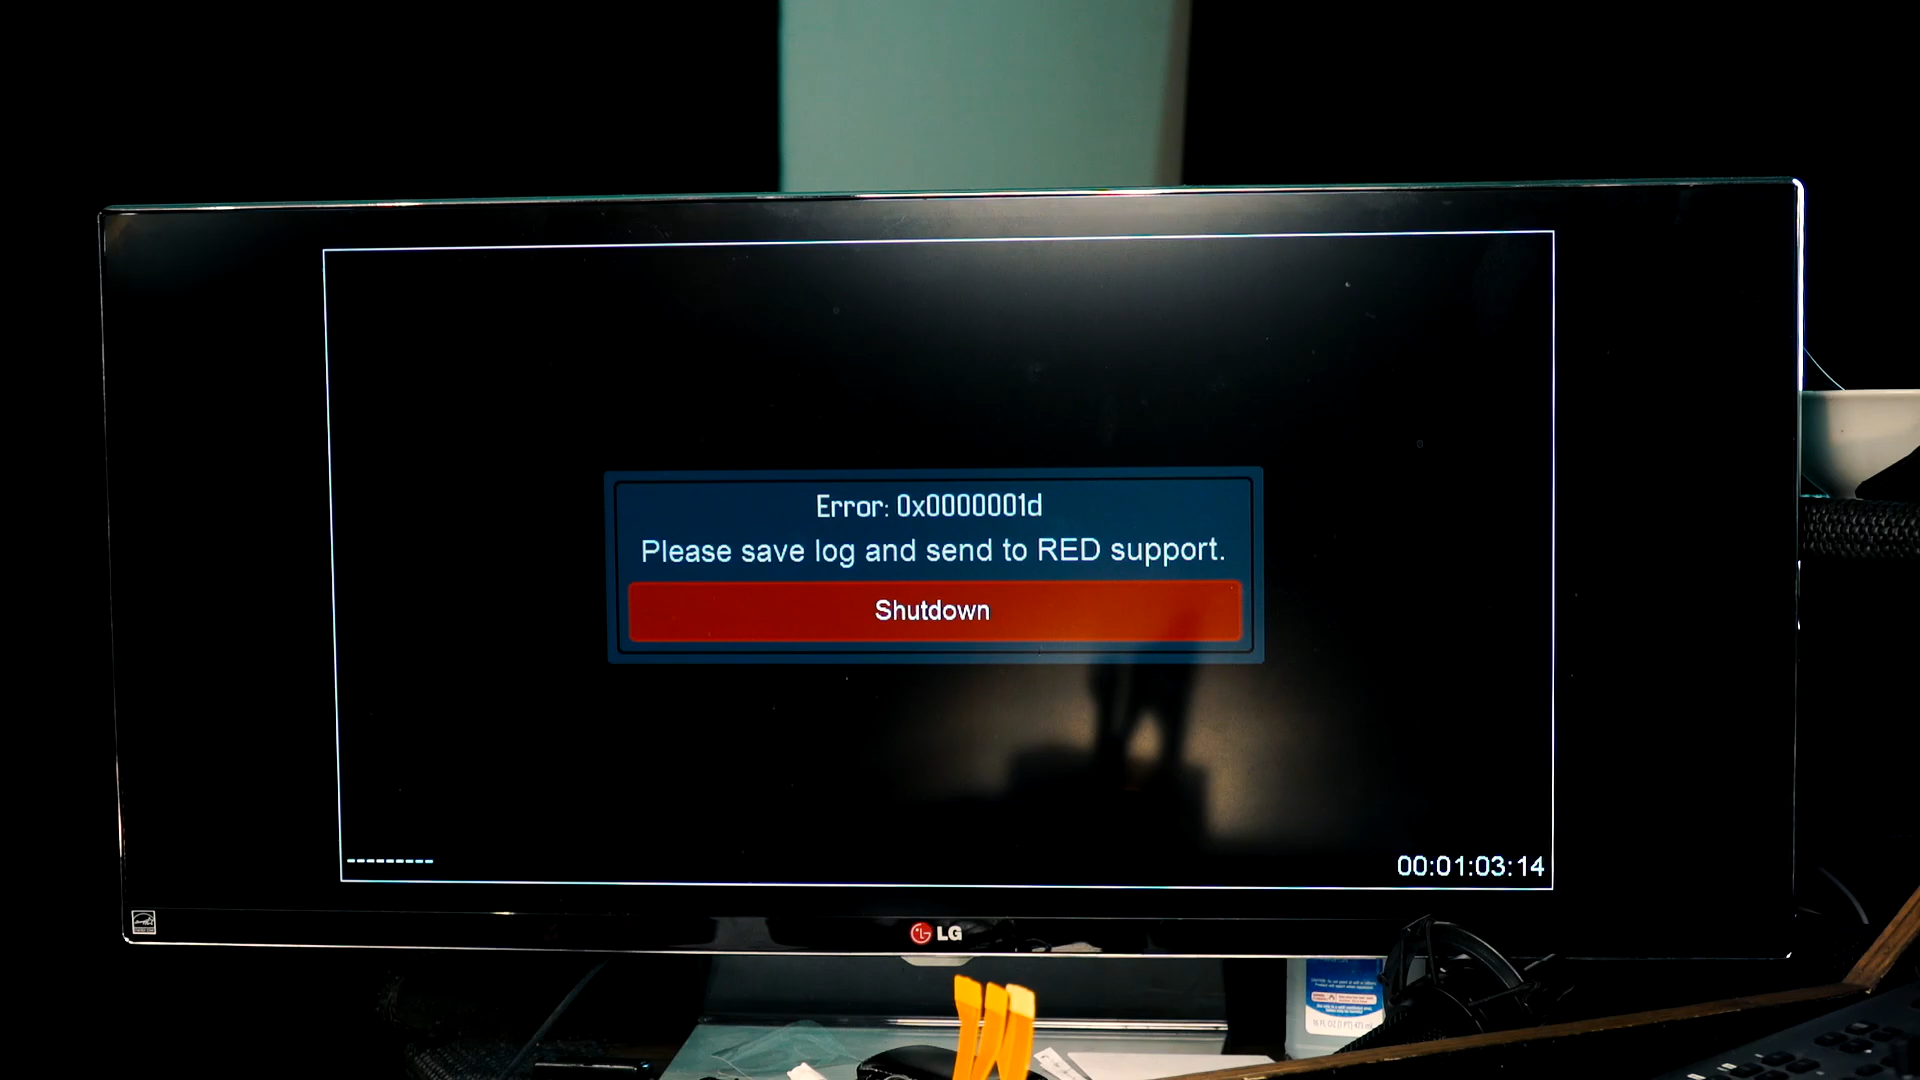 Error: 0x0000001d
Please save log and send to RED support.
Shutdown
---------
00:01:03:14
LG